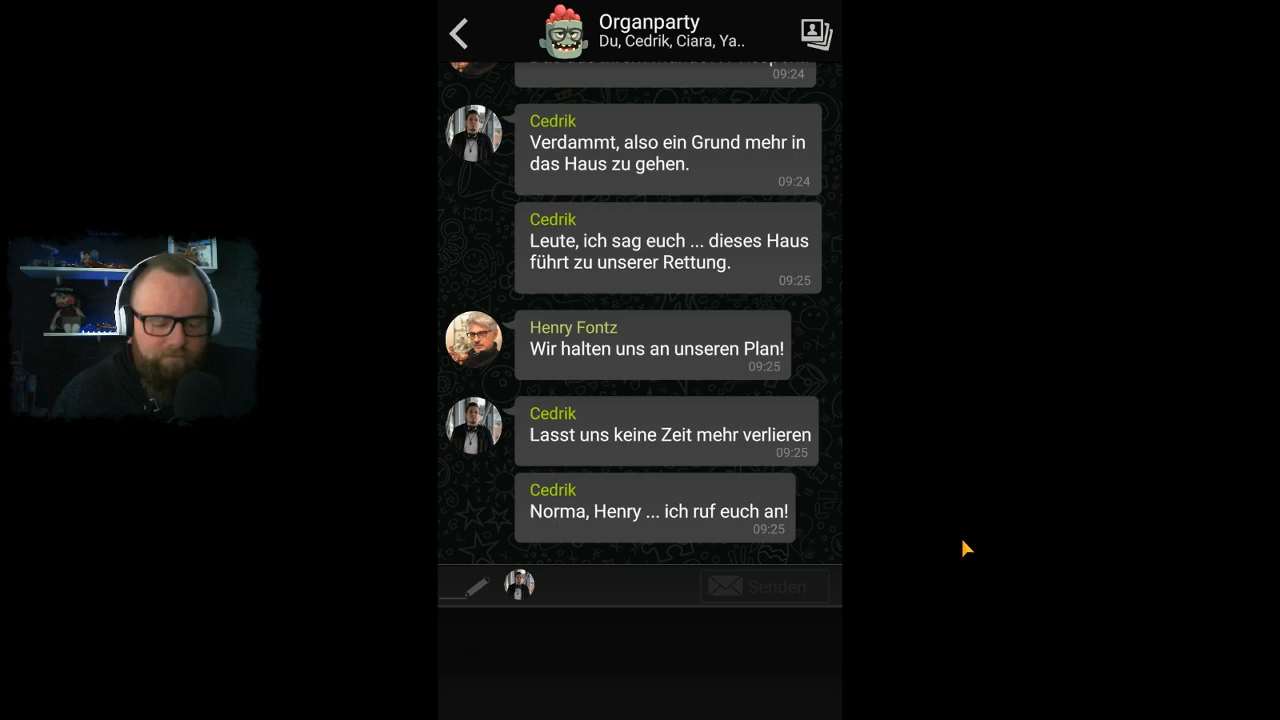 Organparty
Du, Cedrik, Ciara, Ya..
09:24
Cedrik
Verdammt, also ein Grund mehr in
das Haus zu gehen.
09:24
Cedrik
Leute, ich sag euch ... dieses Haus
führt zu unserer Rettung.
09:25
Henry Fontz
Wir halten uns an unseren Plan!
09:25
Cedrik
Lasst uns keine Zeit mehr verlieren
09:25
Cedrik
Norma, Henry ... ich ruf euch an!
09:25
Senden